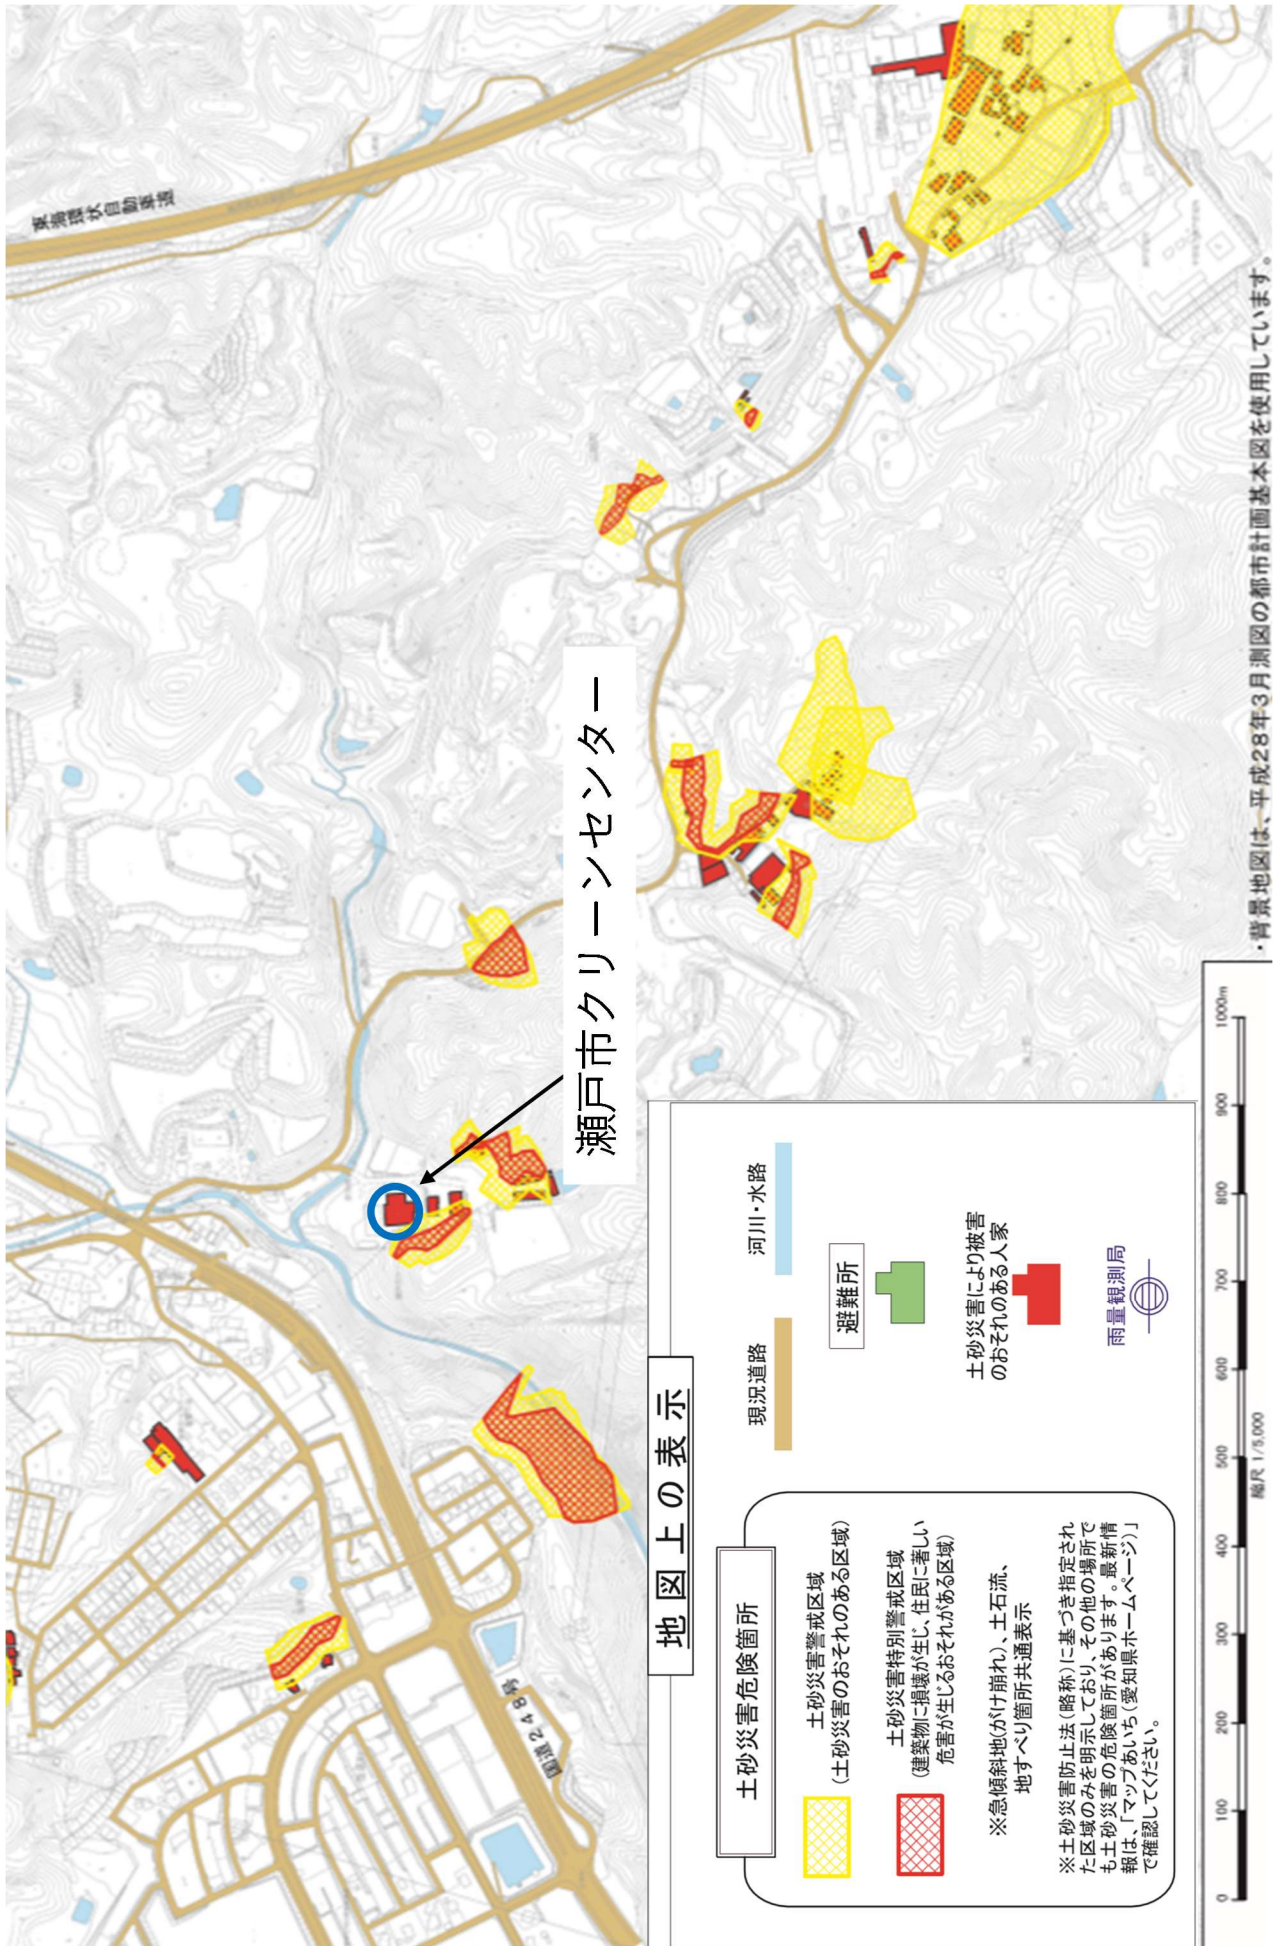 東海環状自動車道
瀬戸市クリーンセンター
国道248号
地図上の表示
土砂災害危険箇所
土砂災害警戒区域
(土砂災害のおそれのある区域)
土砂災害特別警戒区域
(建築物に損壊が生じ、住民に著しい
危害が生じるおそれがある区域)
※急傾斜地(がけ崩れ)、土石流、
地すべり箇所共通表示
※土砂災害防止法(略称)に基づき指定され
た区域のみを明示しており、その他の場所で
も土砂災害の危険箇所があります。最新情
報は、「マップあいち(愛知県ホームページ)」
で確認してください。
現況道路
河川・水路
避難所
土砂災害により被害
のおそれのある人家
雨量観測局
0 100 200 300 400 500 600 700 800 900 1000m
縮尺 1/5,000
・背景地図は、平成28年3月測図の都市計画基本図を使用しています。